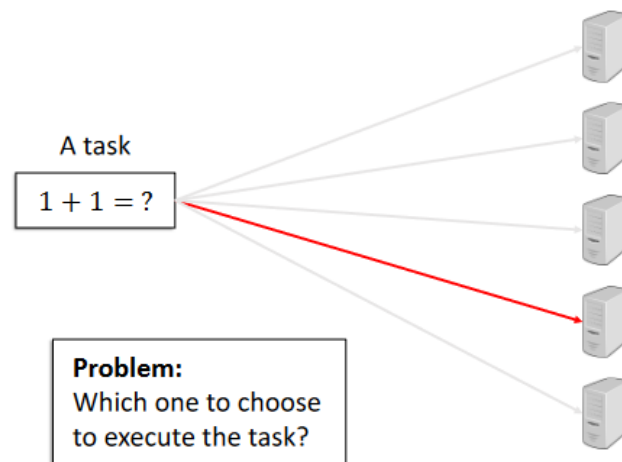 A task
1 + 1 = ?
Problem:
Which one to choose
to execute the task?